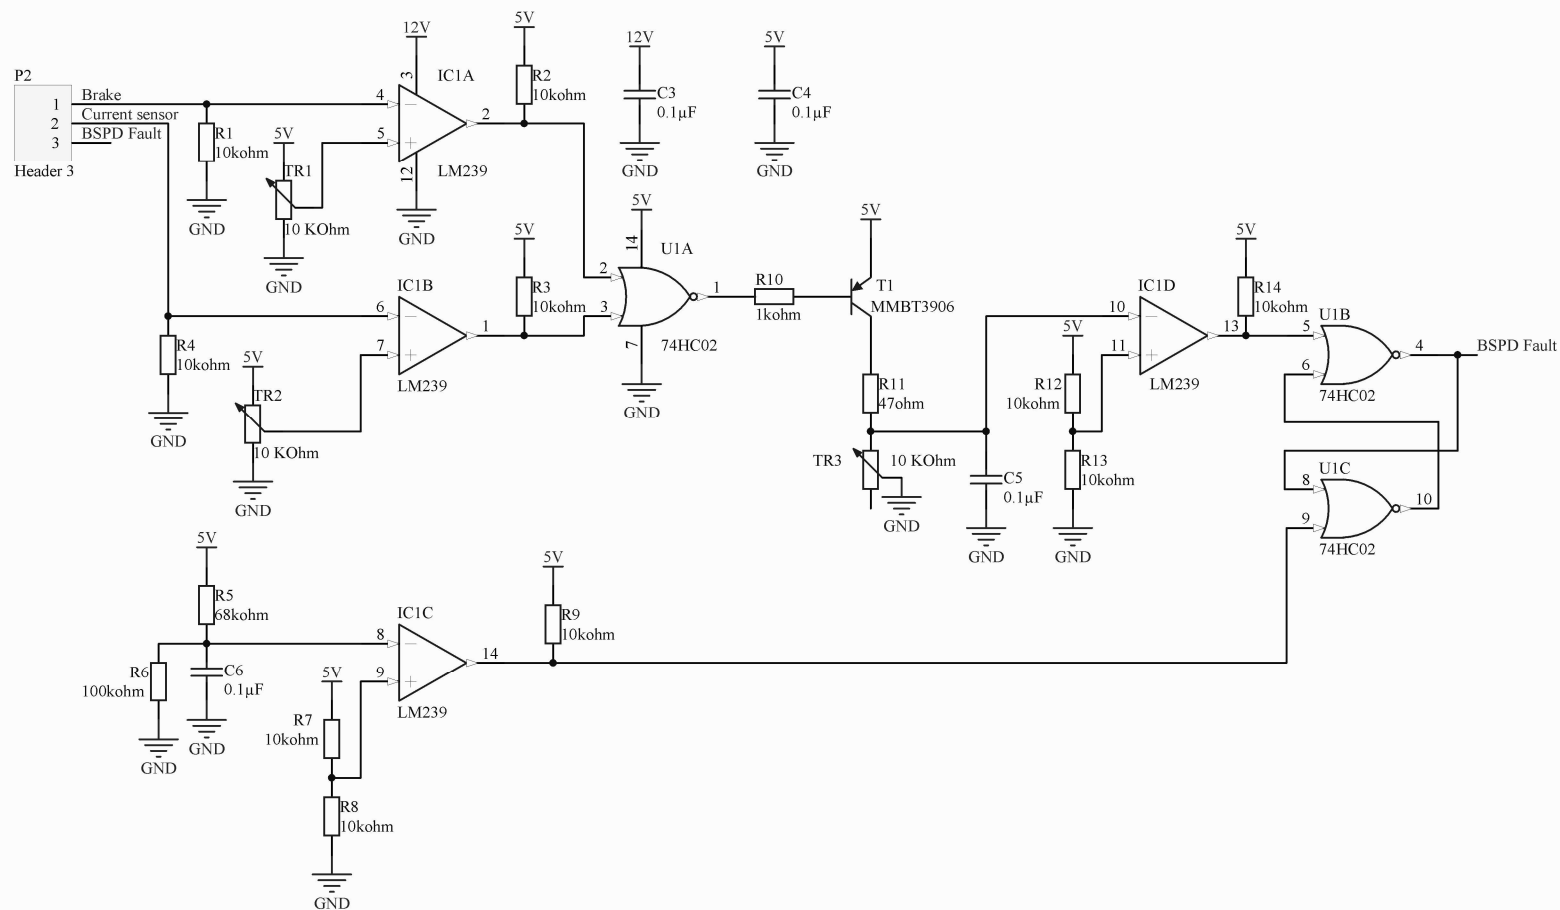 P2
1
2
3
Header 3
Brake
Current sensor
BSPD Fault
R1
10kohm
GND
5V
TR1
10 KOhm
GND
12V
3
IC1A
4
5
2
12
LM239
GND
5V
R2
10kohm
12V
C3
0.1µF
GND
5V
C4
0.1µF
GND
R4
10kohm
GND
5V
TR2
10 KOhm
GND
IC1B
6
7
1
LM239
5V
R3
10kohm
5V
14
U1A
2
3
1
7
74HC02
GND
R10
1kohm
5V
T1
MMBT3906
R11
47ohm
TR3
10 KOhm
GND
C5
0.1µF
GND
5V
R12
10kohm
R13
10kohm
GND
IC1D
10
11
13
LM239
5V
R14
10kohm
U1B
5
6
4
74HC02
BSPD Fault
U1C
8
9
10
74HC02
5V
R5
68kohm
R6
100kohm
GND
C6
0.1µF
GND
5V
R7
10kohm
R8
10kohm
GND
IC1C
8
9
14
LM239
5V
R9
10kohm